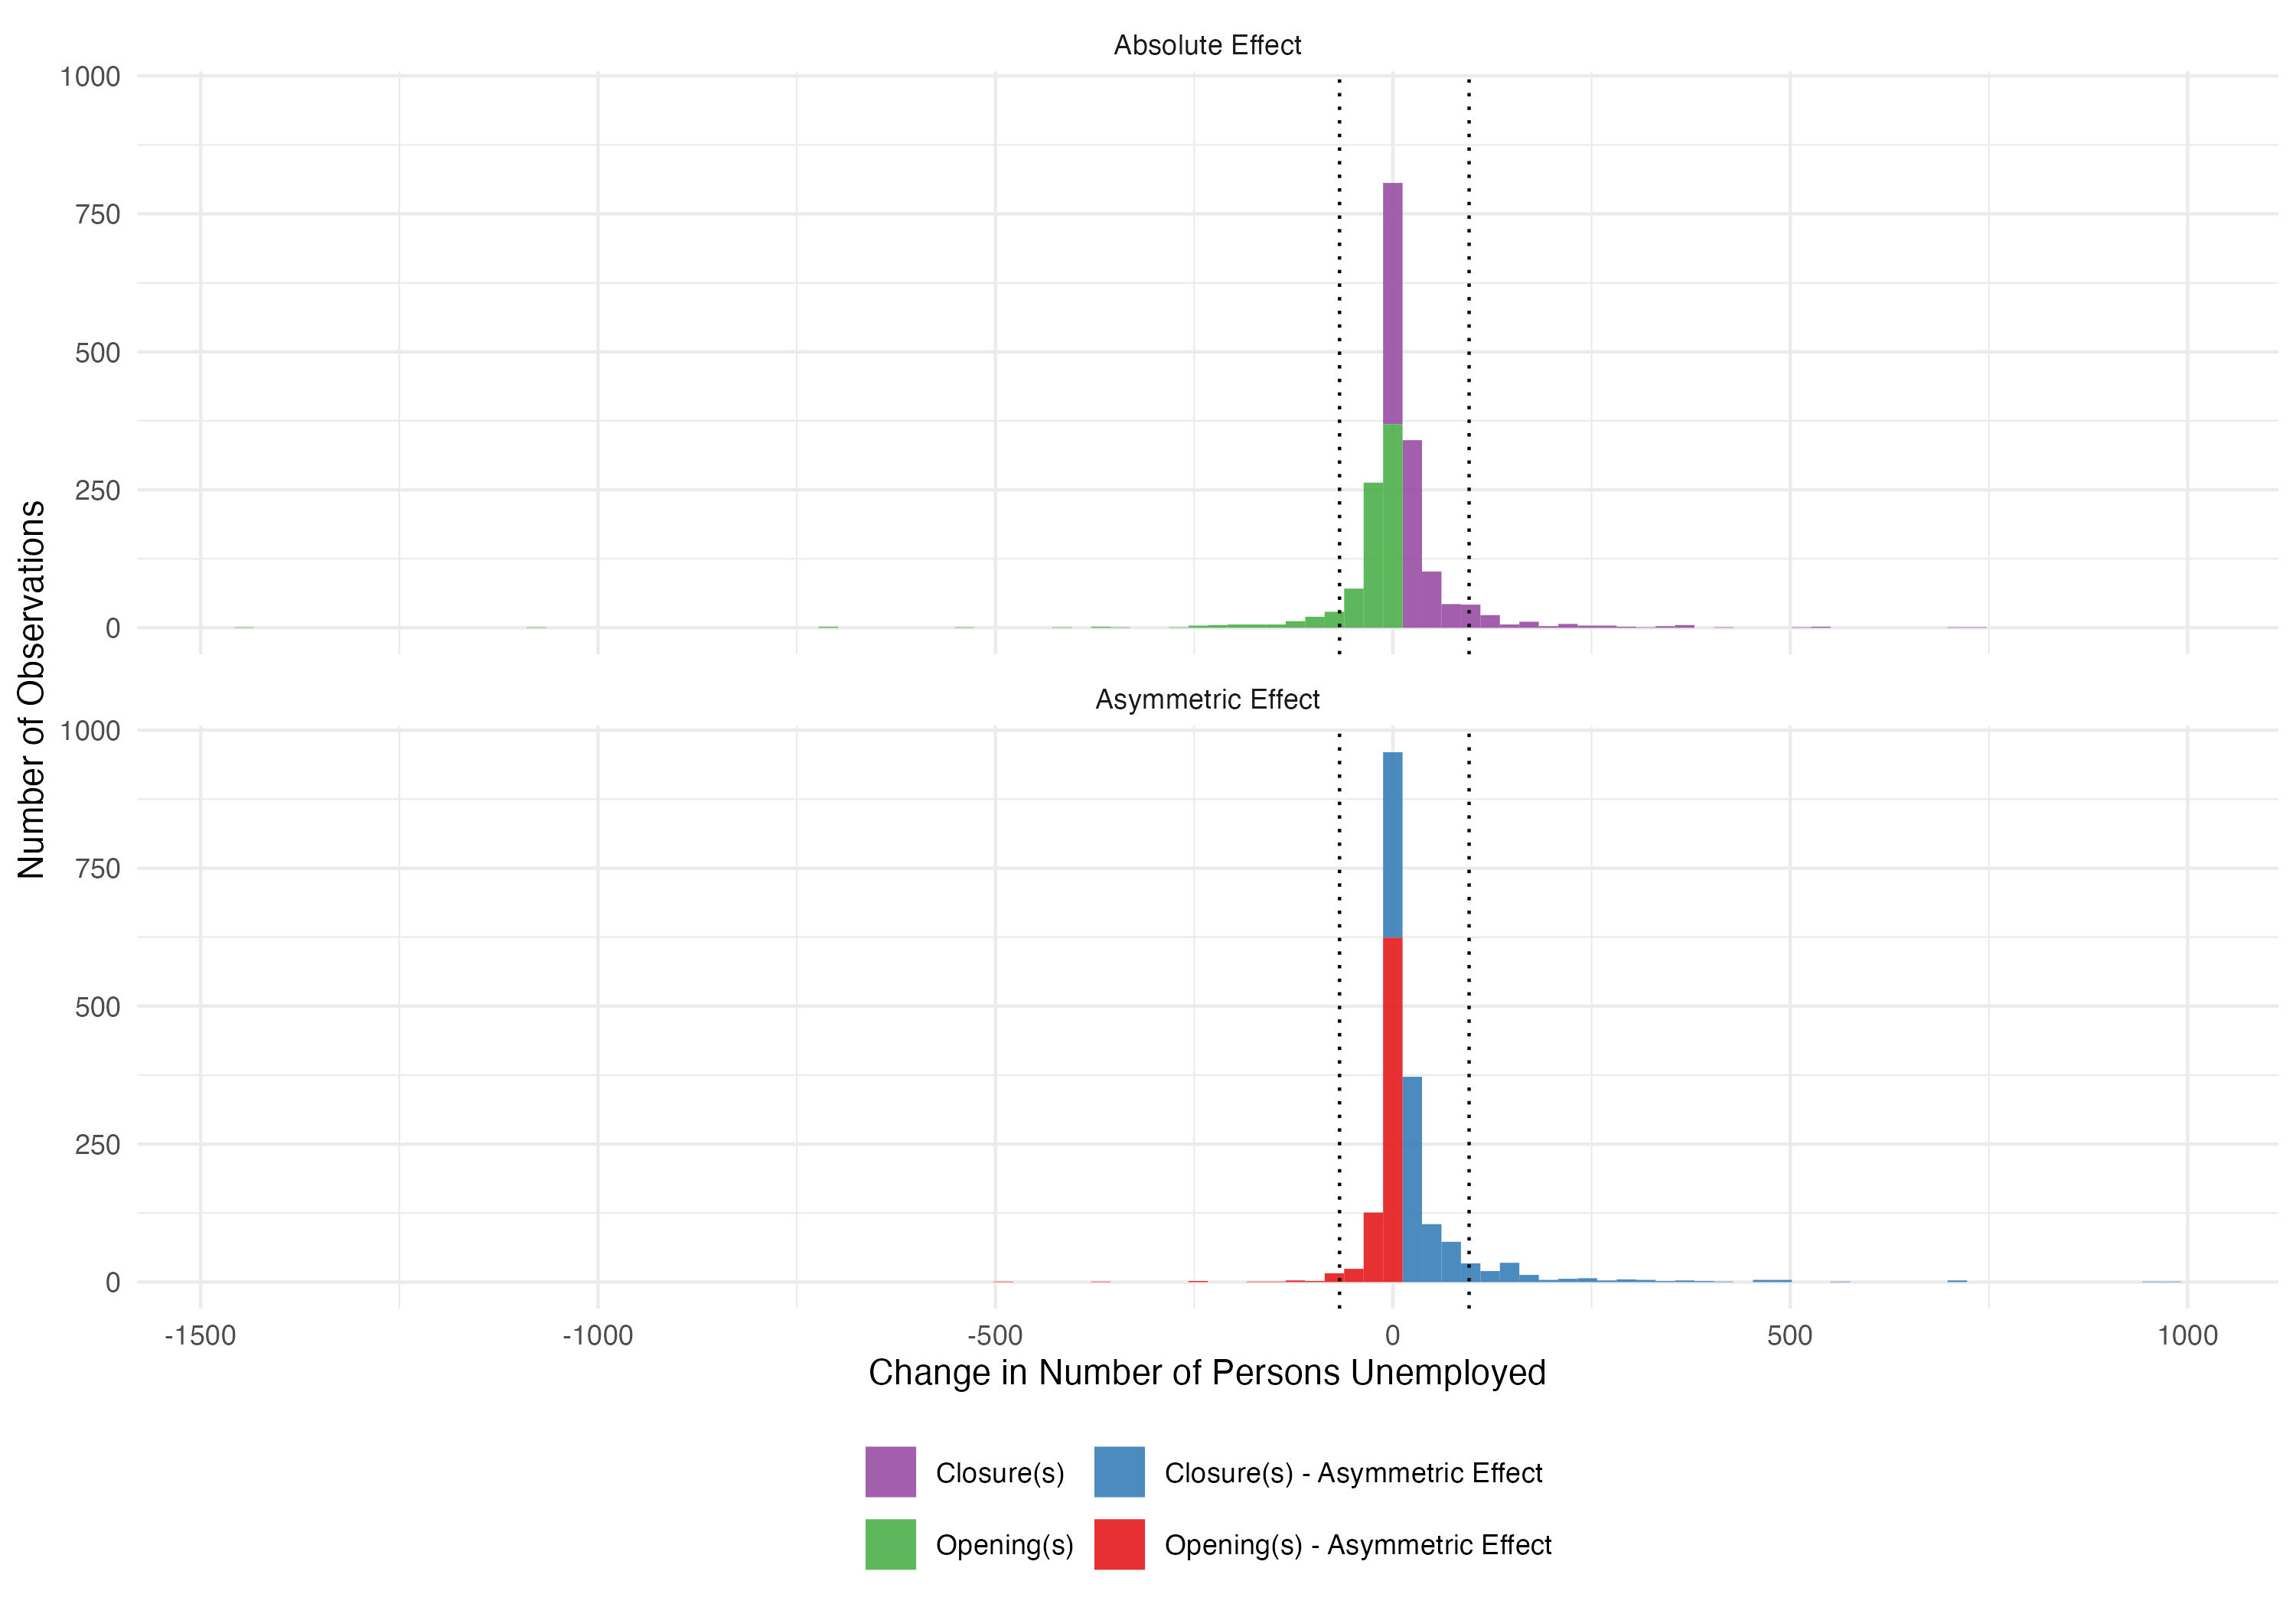 Absolute Effect
1000
750
500
250
0
Asymmetric Effect
1000
750
500
250
0
Number of Observations
-1500 -1000 -500 0 500 1000
Change in Number of Persons Unemployed
Closure(s) Closure(s) - Asymmetric Effect
Opening(s) Opening(s) - Asymmetric Effect